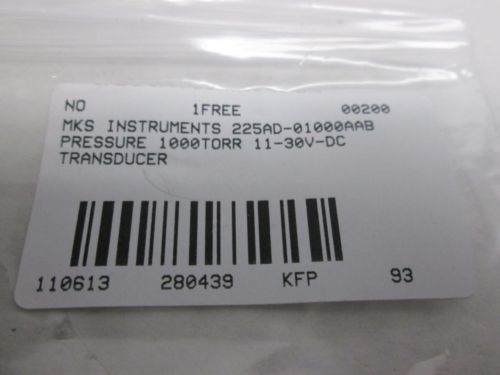 NO 1FREE 00200
MKS INSTRUMENTS 225AD-01000AAB
PRESSURE 1000TORR 11-30V-DC
TRANSDUCER
110613 280439 KFP 93